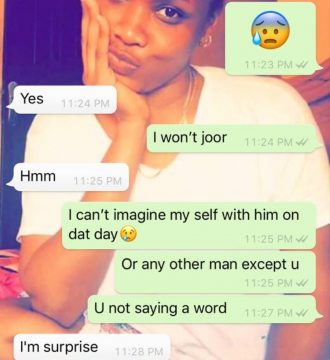 😰
11:23 PM
Yes 11:24 PM
I won't joor 11:24 PM
Hmm 11:25 PM
I can't imagine my self with him on
dat day😢 11:25 PM
Or any other man except u
11:25 PM
U not saying a word 11:27 PM
I'm surprise 11:28 PM